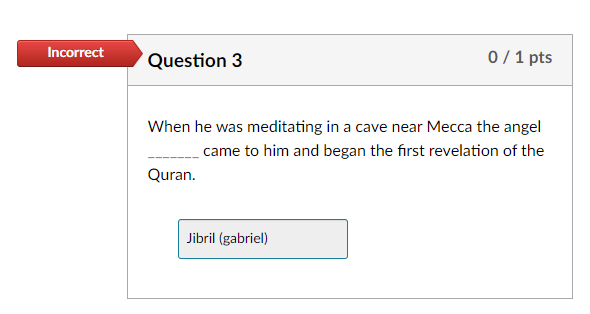 Incorrect
Question 3
0 / 1 pts
When he was meditating in a cave near Mecca the angel
_______ came to him and began the first revelation of the
Quran.
Jibril (gabriel)